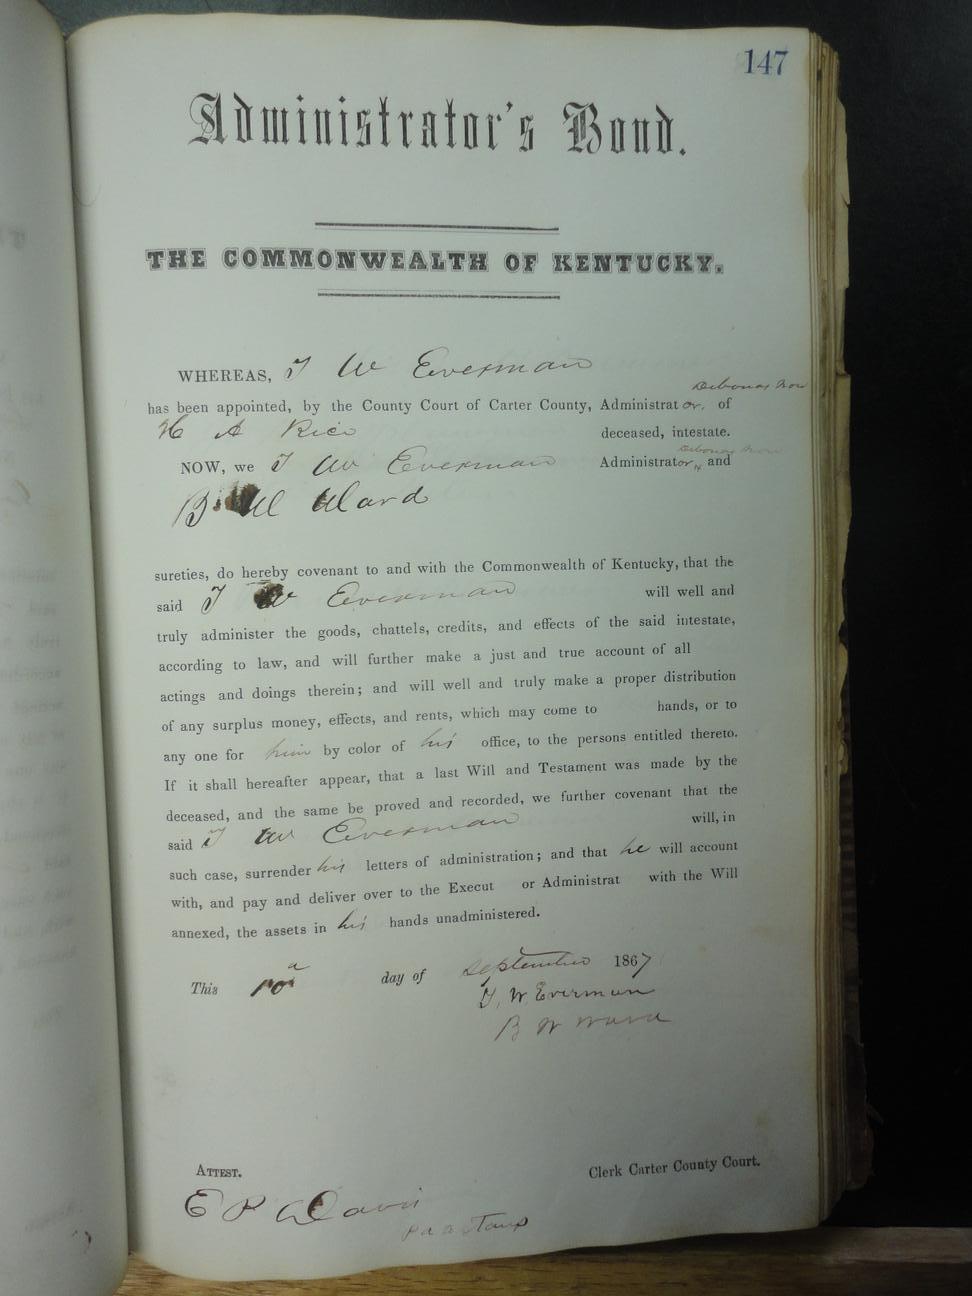 147
Administrator's Bond.
THE COMMONWEALTH OF KENTUCKY.
WHEREAS, J W Everman
Debonas Non
has been appointed, by the County Court of Carter County, Administrator. of
H A Rice deceased, intestate.
Debonas Non
NOW, we J W Everman Administrator, and
B W Ward
sureties, do hereby covenant to and with the Commonwealth of Kentucky, that the
said J W Everman will well and
truly administer the goods, chattels, credits, and effects of the said intestate,
according to law, and will further make a just and true account of all
actings and doings therein; and will well and truly make a proper distribution
of any surplus money, effects, and rents, which may come to hands, or to
any one for him by color of his office, to the persons entitled thereto.
If it shall hereafter appear, that a last Will and Testament was made by the
deceased, and the same be proved and recorded, we further covenant that the
said J W Everman will, in
such case, surrender his letters of administration; and that he will account
with, and pay and deliver over to the Execut or Administrat with the Will
annexed, the assets in his hands unadministered.
This 10 day of September 1867
J. W. Everman
B W Ward
ATTEST. Clerk Carter County Court.
E R Davis